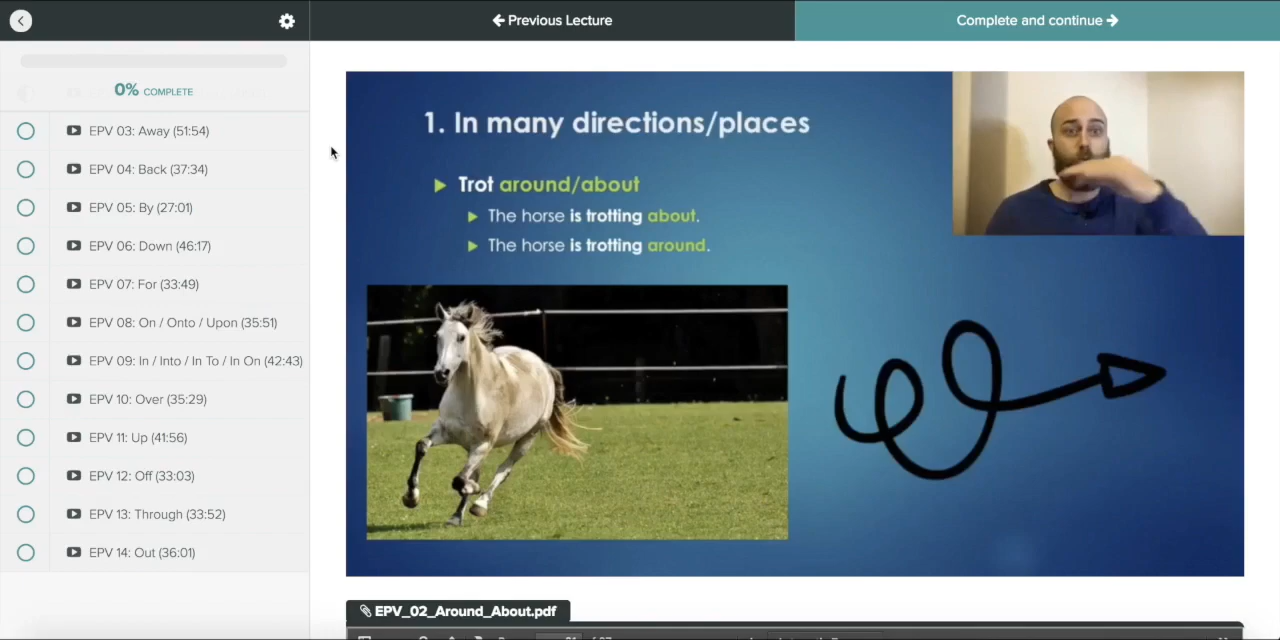 Previous Lecture
Complete and continue
0% COMPLETE
EPV 03: Away (51:54)
EPV 04: Back (37:34)
EPV 05: By (27:01)
EPV 06: Down (46:17)
EPV 07: For (33:49)
EPV 08: On / Onto / Upon (35:51)
EPV 09: In / Into / In To / In On (42:43)
EPV 10: Over (35:29)
EPV 11: Up (41:56)
EPV 12: Off (33:03)
EPV 13: Through (33:52)
EPV 14: Out (36:01)
1. In many directions/places
Trot around/about
The horse is trotting about.
The horse is trotting around.
EPV_02_Around_About.pdf